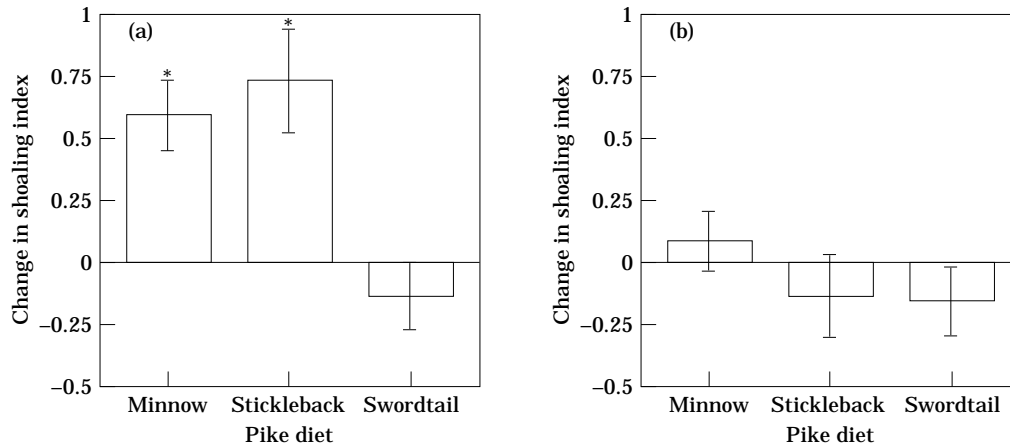 (a)
*
*
1
0.75
0.5
0.25
0
–0.25
–0.5
Change in shoaling index
Minnow Stickleback Swordtail
Pike diet
(b)
1
0.75
0.5
0.25
0
–0.25
–0.5
Change in shoaling index
Minnow Stickleback Swordtail
Pike diet